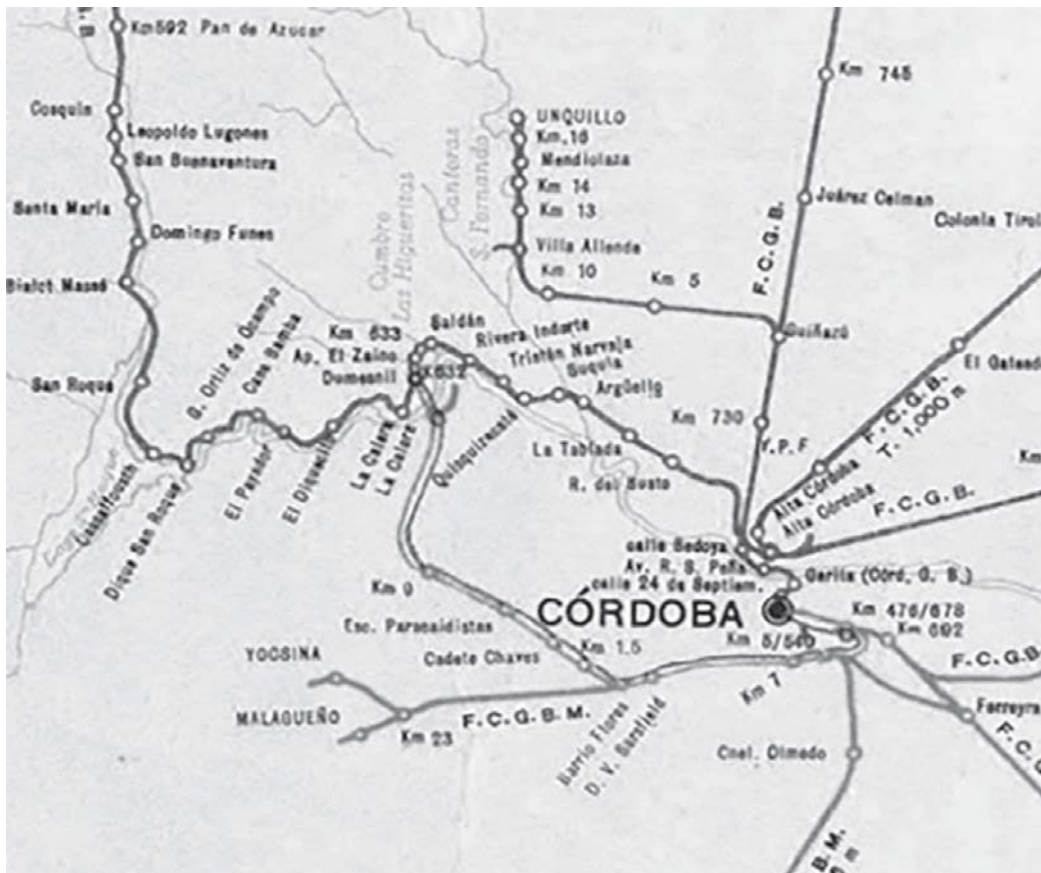 Km 592 Pan de Azucar
Km 745
Cosquin
Leopoldo Lugones
San Buenaventura
UNQUILLO
Km. 16
Mendiolaza
Km 14
Km 13
Santa María
Domingo Funes
Juárez Celman
Colonia Tirol
Cumbre
Las Higueritas
Canteras
S. Fernando
Villa Allende
Km 10
Km 5
F.C.G.B.
Bialet Massé
Km 633
Saldán
Ap. El Zaino
Dumesnil
K 632
Rivera Indarte
Tristán Narvaja
Suquía
Argüello
Guiñazú
El Gateado
San Roque
G. Ortiz de Ocampo
Casa Bamba
F.C.G.B.
T. 1,000 m
Km 730
Y.P.F
La Tablada
R. del Busto
La Calera
La Calera
Quisquizacate
El Diquecito
El Parador
Dique San Roque
Cassaffousth
Alta Córdoba
Alta Córdoba
F.C.G.B.
Km
calle Bedoya
Av. R. S. Peña
calle 24 de Septiem.
Garita (Córd. G. B.)
CÓRDOBA
Km 9
Esc. Paracaidistas
Cadete Chaves
Km 1.5
Km 476/678
Km 692
Km 5/540
Km 7
YOCSINA
MALAGUEÑO
Km 23
F.C.G.B.M.
Barrio Flores
D. V. Sarsfield
F.C.G.B.
Ferreyra
F.C.G
Cnel. Olmedo
B.M.